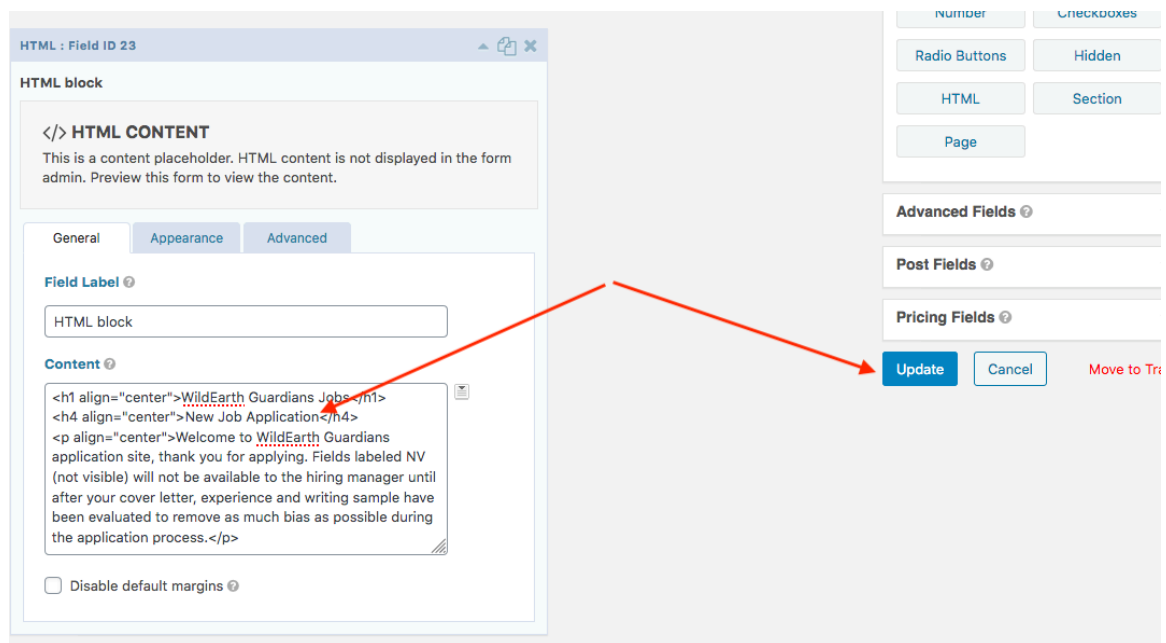 HTML : Field ID 23
HTML block
</> HTML CONTENT
This is a content placeholder. HTML content is not displayed in the form
admin. Preview this form to view the content.
General Appearance Advanced
Field Label
HTML block
Content
<h1 align="center">WildEarth Guardians Jobs</h1>
<h4 align="center">New Job Application</h4>
<p align="center">Welcome to WildEarth Guardians
application site, thank you for applying. Fields labeled NV
(not visible) will not be available to the hiring manager until
after your cover letter, experience and writing sample have
been evaluated to remove as much bias as possible during
the application process.</p>
Disable default margins
Number Checkboxes
Radio Buttons Hidden
HTML Section
Page
Advanced Fields
Post Fields
Pricing Fields
Update Cancel Move to Tra